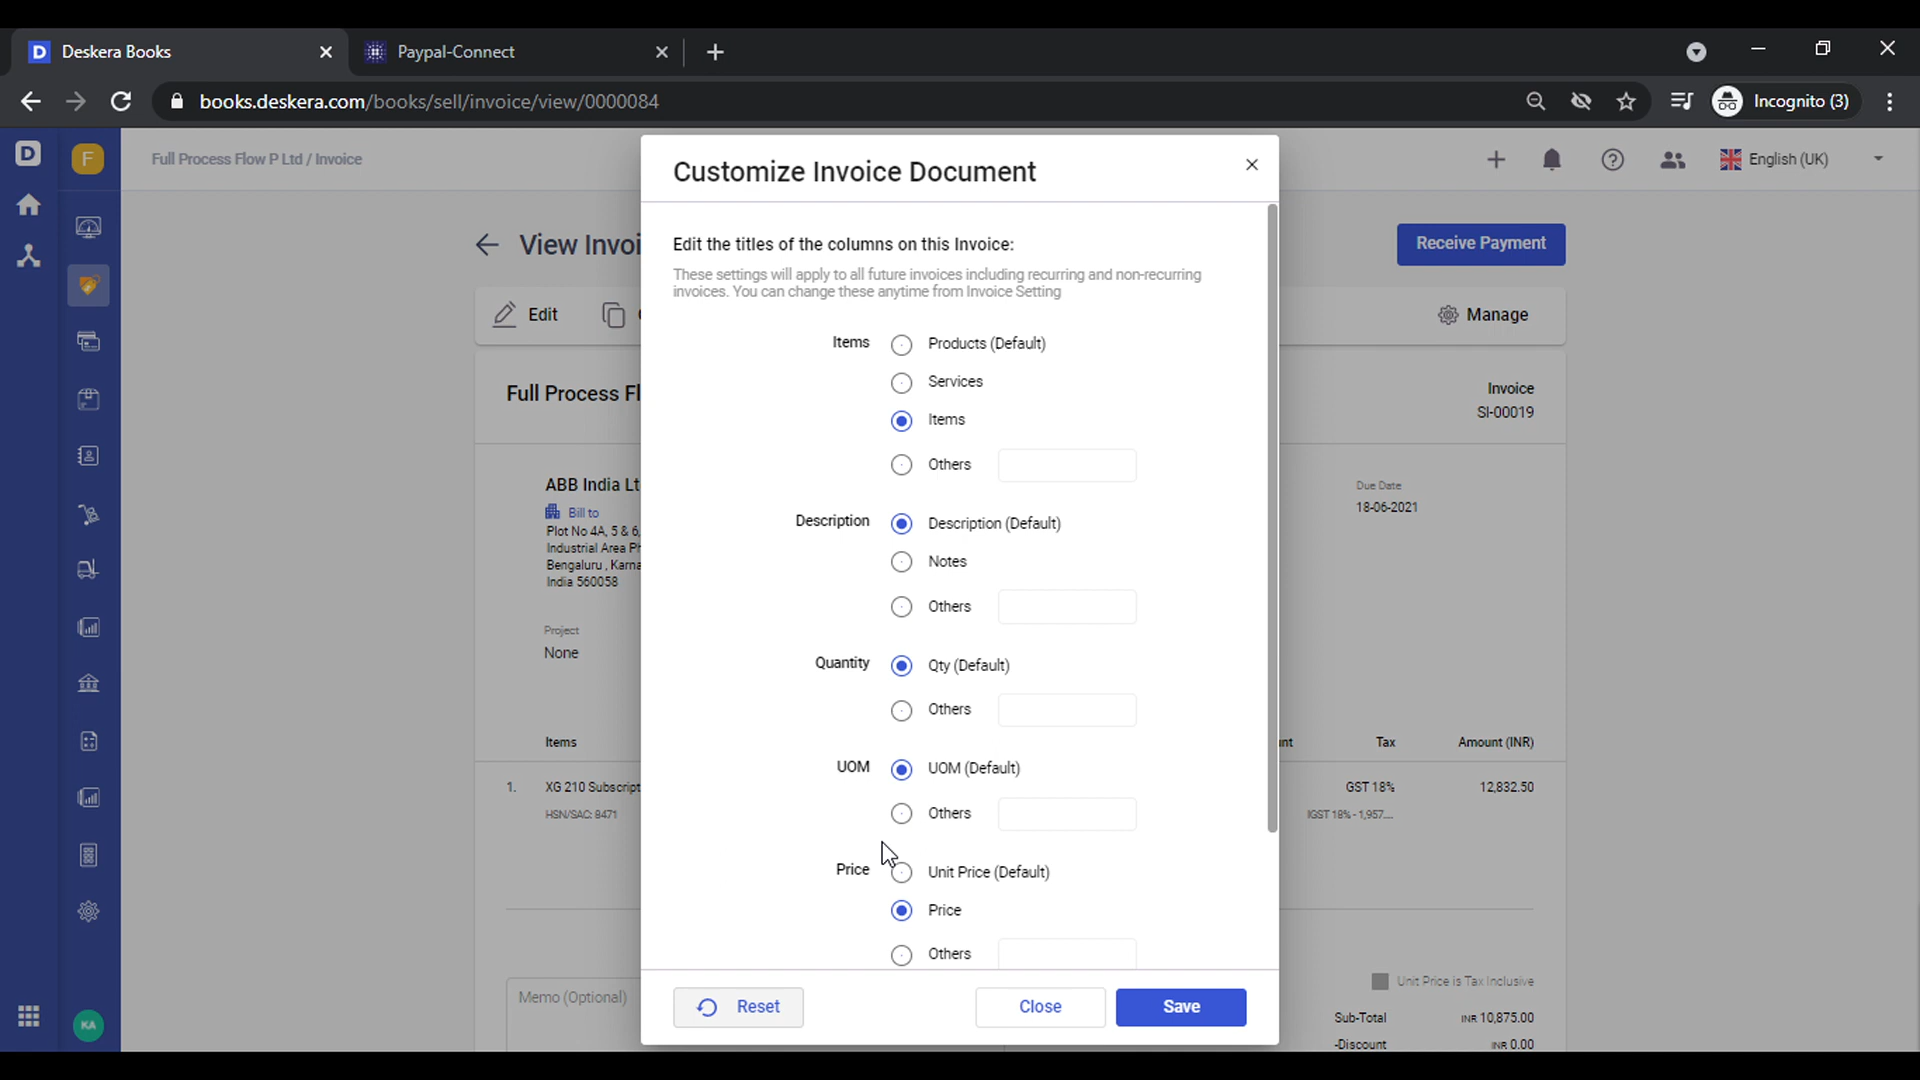 Deskera Books
Paypal-Connect
books.deskera.com/books/sell/invoice/view/0000084
Incognito (3)
D
F
Full Process Flow P Ltd / Invoice
English (UK)
View Invoi
Receive Payment
Edit
Manage
Full Process Fl
Invoice
SI-00019
ABB India Lt
Bill to
Plot No 4A, 5 & 6,
Industrial Area Ph
Bengaluru , Karna
India 560058
Due Date
18-06-2021
Project
None
Items
Tax
Amount (INR)
1.
XG 210 Subscript
HSN/SAC: 8471
GST 18%
12,832.50
IGST 18% - 1,957....
Memo (Optional)
Unit Price is Tax Inclusive
Sub-Total
INR 10,875.00
-Discount
INR 0.00
KA
Customize Invoice Document
Edit the titles of the columns on this Invoice:
These settings will apply to all future invoices including recurring and non-recurring
invoices. You can change these anytime from Invoice Setting
Items
Products (Default)
Services
Items
Others
Description
Description (Default)
Notes
Others
Quantity
Qty (Default)
Others
UOM
UOM (Default)
Others
Price
Unit Price (Default)
Price
Others
Reset
Close
Save